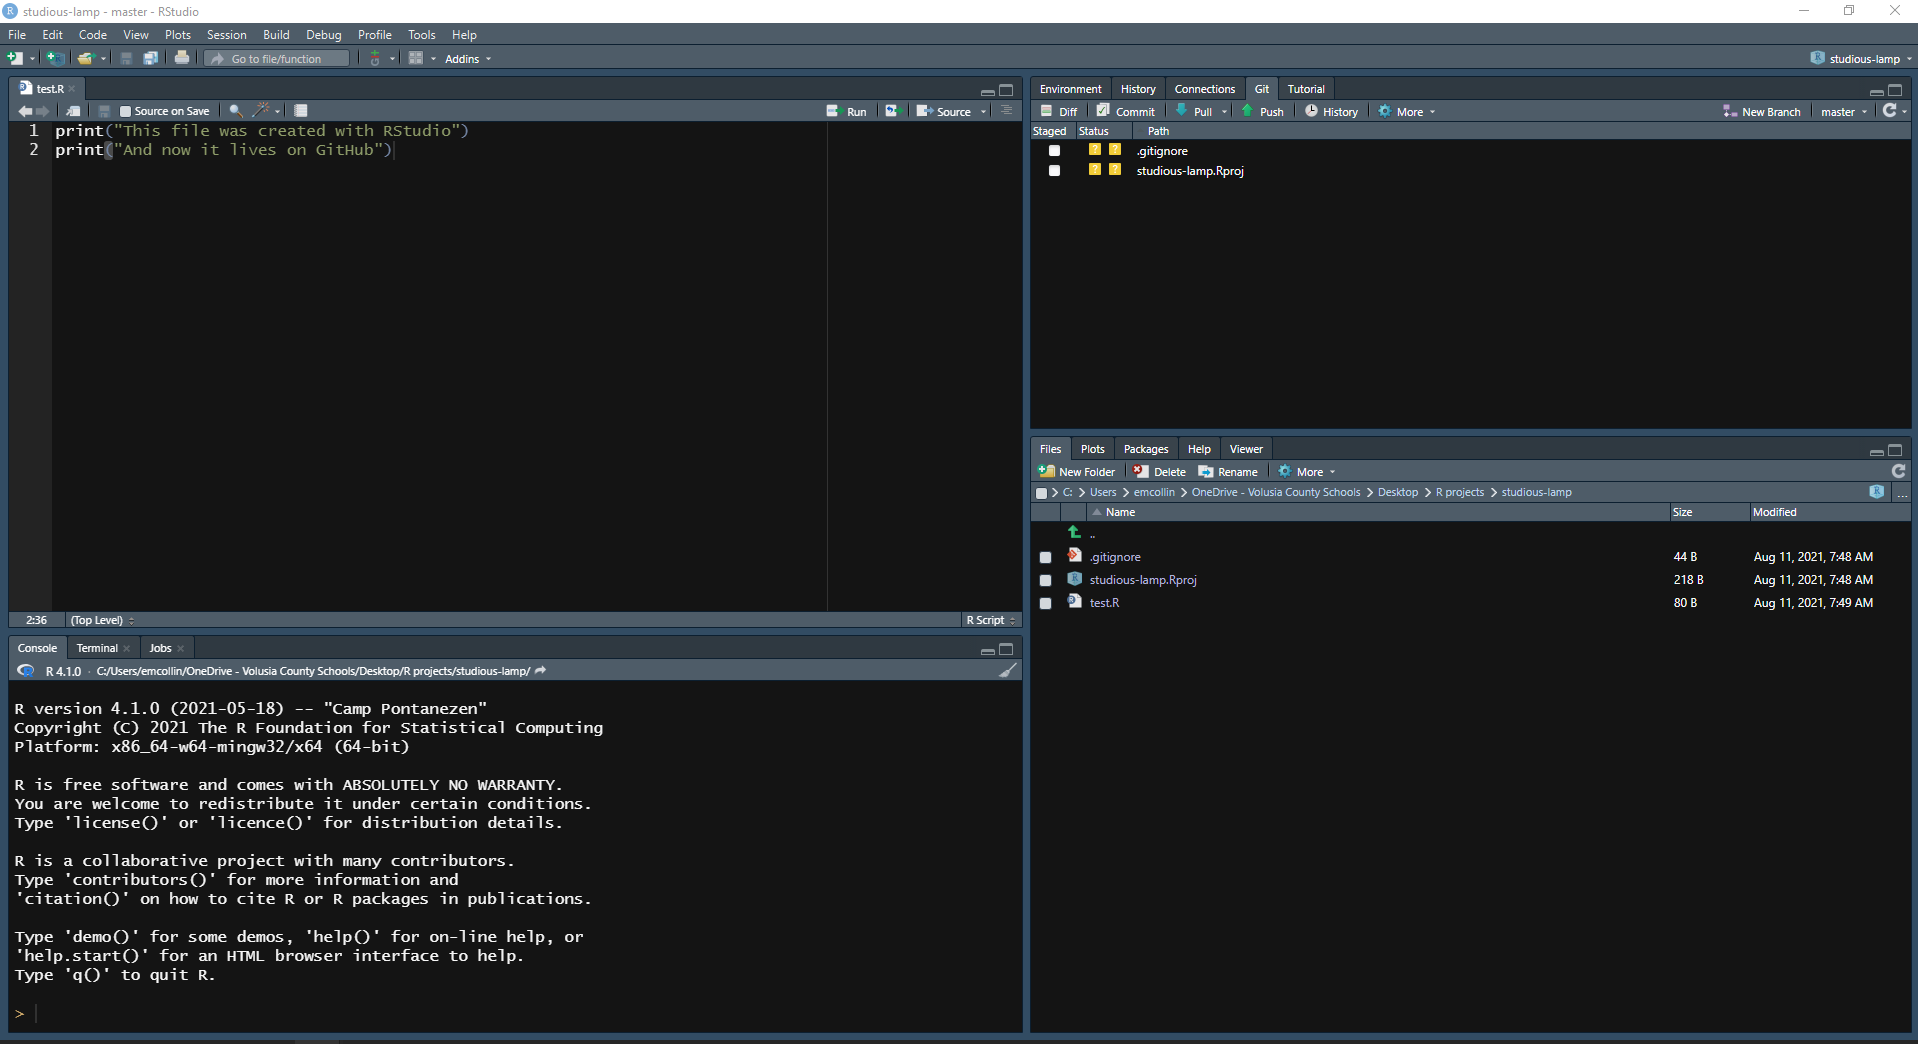 studious-lamp - master - RStudio
File Edit Code View Plots Session Build Debug Profile Tools Help
Go to file/function Addins studious-lamp
test.R
Source on Save Run Source
1 print("This file was created with RStudio")
2 print("And now it lives on GitHub")
2:36 (Top Level) R Script
Console Terminal Jobs
R 4.1.0 · C:/Users/emcollin/OneDrive - Volusia County Schools/Desktop/R projects/studious-lamp/
R version 4.1.0 (2021-05-18) -- "Camp Pontanezen"
Copyright (C) 2021 The R Foundation for Statistical Computing
Platform: x86_64-w64-mingw32/x64 (64-bit)
R is free software and comes with ABSOLUTELY NO WARRANTY.
You are welcome to redistribute it under certain conditions.
Type 'license()' or 'licence()' for distribution details.
R is a collaborative project with many contributors.
Type 'contributors()' for more information and
'citation()' on how to cite R or R packages in publications.
Type 'demo()' for some demos, 'help()' for on-line help, or
'help.start()' for an HTML browser interface to help.
Type 'q()' to quit R.
>
Environment History Connections Git Tutorial
Diff Commit Pull Push History More New Branch master
Staged Status Path
? ? .gitignore
? ? studious-lamp.Rproj
Files Plots Packages Help Viewer
New Folder Delete Rename More
C: Users emcollin OneDrive - Volusia County Schools Desktop R projects studious-lamp ...
Name Size Modified
..
.gitignore 44 B Aug 11, 2021, 7:48 AM
studious-lamp.Rproj 218 B Aug 11, 2021, 7:48 AM
test.R 80 B Aug 11, 2021, 7:49 AM